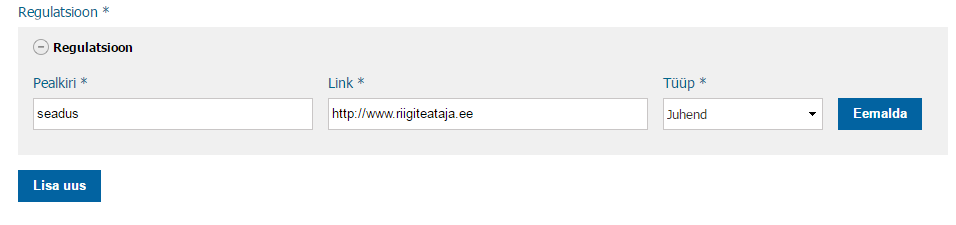 Regulatsioon *
Regulatsioon
Pealkiri * Link * Tüüp *
seadus http://www.riigiteataja.ee Juhend Eemalda
Lisa uus